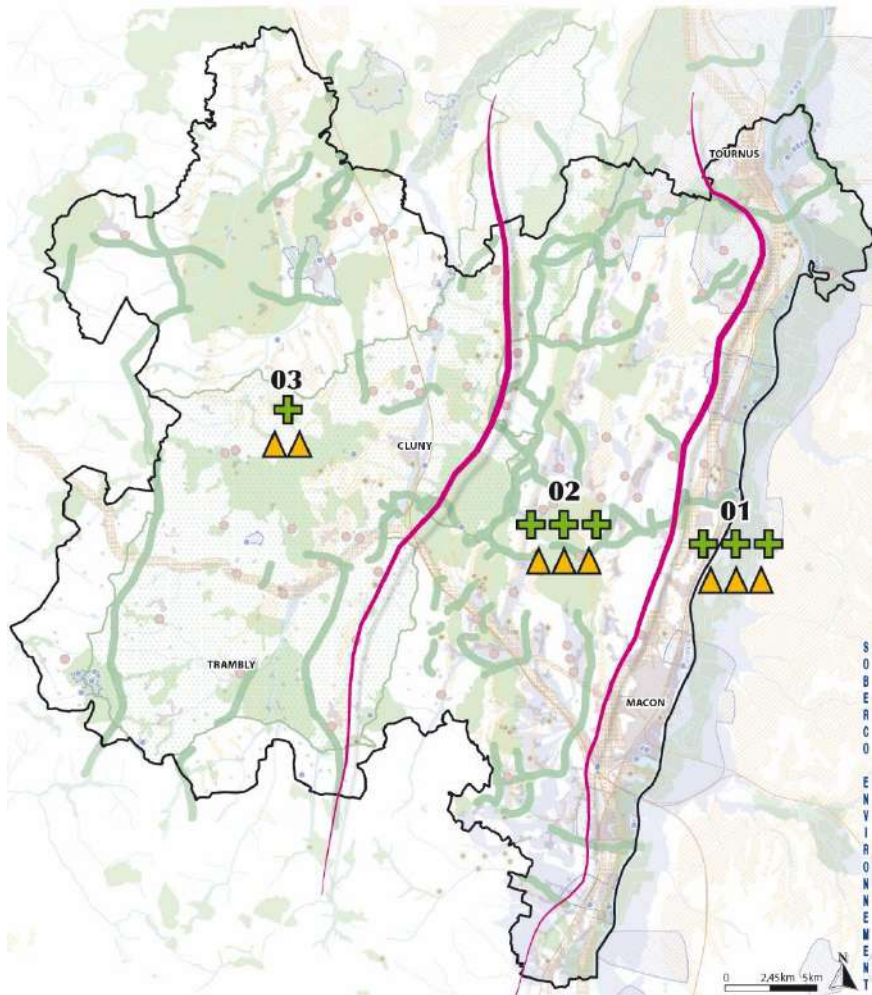 TOURNUS
03
CLUNY
02
01
TRAMBLY
MACON
SOBERCO ENVIRONNEMENT
N
0 2,45km 5km